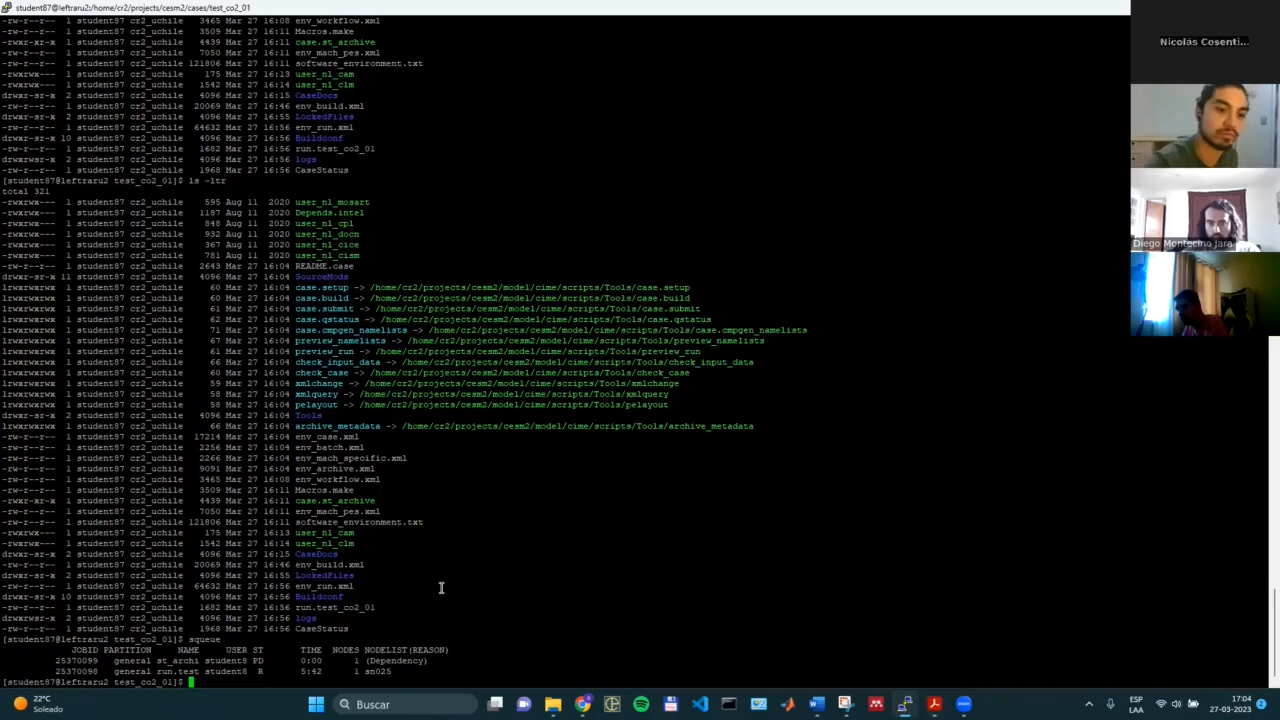 student87@leftraru2:/home/cr2/projects/cesm2/cases/test_co2_01
-rw-r--r-- 1 student87 cr2_uchile 3465 Mar 27 16:08 env_workflow.xml
-rw-r--r-- 1 student87 cr2_uchile 3509 Mar 27 16:11 Macros.make
-rwxr-xr-x 1 student87 cr2_uchile 4439 Mar 27 16:11 case.st_archive
-rw-r--r-- 1 student87 cr2_uchile 7050 Mar 27 16:11 env_mach_pes.xml
-rw-r--r-- 1 student87 cr2_uchile 121806 Mar 27 16:11 software_environment.txt
-rwxrwx--- 1 student87 cr2_uchile 175 Mar 27 16:13 user_nl_cam
-rwxrwx--- 1 student87 cr2_uchile 1542 Mar 27 16:14 user_nl_clm
drwxr-sr-x 2 student87 cr2_uchile 4096 Mar 27 16:15 CaseDocs
-rw-r--r-- 1 student87 cr2_uchile 20069 Mar 27 16:46 env_build.xml
drwxr-sr-x 2 student87 cr2_uchile 4096 Mar 27 16:55 LockedFiles
-rw-r--r-- 1 student87 cr2_uchile 64632 Mar 27 16:56 env_run.xml
drwxr-sr-x 10 student87 cr2_uchile 4096 Mar 27 16:56 Buildconf
-rw-r--r-- 1 student87 cr2_uchile 1682 Mar 27 16:56 run.test_co2_01
drwxrwsr-x 2 student87 cr2_uchile 4096 Mar 27 16:56 logs
-rw-r--r-- 1 student87 cr2_uchile 1968 Mar 27 16:56 CaseStatus
[student87@leftraru2 test_co2_01]$ ls -ltr
total 321
-rwxrwx--- 1 student87 cr2_uchile 595 Aug 11 2020 user_nl_mosart
-rwxrwx--- 1 student87 cr2_uchile 1187 Aug 11 2020 Depends.intel
-rwxrwx--- 1 student87 cr2_uchile 848 Aug 11 2020 user_nl_cpl
-rwxrwx--- 1 student87 cr2_uchile 932 Aug 11 2020 user_nl_docn
-rwxrwx--- 1 student87 cr2_uchile 367 Aug 11 2020 user_nl_cice
-rwxrwx--- 1 student87 cr2_uchile 781 Aug 11 2020 user_nl_cism
-rw-r--r-- 1 student87 cr2_uchile 2643 Mar 27 16:04 README.case
drwxr-sr-x 11 student87 cr2_uchile 4096 Mar 27 16:04 SourceMods
lrwxrwxrwx 1 student87 cr2_uchile 60 Mar 27 16:04 case.setup -> /home/cr2/projects/cesm2/model/cime/scripts/Tools/case.setup
lrwxrwxrwx 1 student87 cr2_uchile 60 Mar 27 16:04 case.build -> /home/cr2/projects/cesm2/model/cime/scripts/Tools/case.build
lrwxrwxrwx 1 student87 cr2_uchile 61 Mar 27 16:04 case.submit -> /home/cr2/projects/cesm2/model/cime/scripts/Tools/case.submit
lrwxrwxrwx 1 student87 cr2_uchile 62 Mar 27 16:04 case.qstatus -> /home/cr2/projects/cesm2/model/cime/scripts/Tools/case.qstatus
lrwxrwxrwx 1 student87 cr2_uchile 71 Mar 27 16:04 case.cmpgen_namelists -> /home/cr2/projects/cesm2/model/cime/scripts/Tools/case.cmpgen_namelists
lrwxrwxrwx 1 student87 cr2_uchile 67 Mar 27 16:04 preview_namelists -> /home/cr2/projects/cesm2/model/cime/scripts/Tools/preview_namelists
lrwxrwxrwx 1 student87 cr2_uchile 61 Mar 27 16:04 preview_run -> /home/cr2/projects/cesm2/model/cime/scripts/Tools/preview_run
lrwxrwxrwx 1 student87 cr2_uchile 66 Mar 27 16:04 check_input_data -> /home/cr2/projects/cesm2/model/cime/scripts/Tools/check_input_data
lrwxrwxrwx 1 student87 cr2_uchile 60 Mar 27 16:04 check_case -> /home/cr2/projects/cesm2/model/cime/scripts/Tools/check_case
lrwxrwxrwx 1 student87 cr2_uchile 59 Mar 27 16:04 xmlchange -> /home/cr2/projects/cesm2/model/cime/scripts/Tools/xmlchange
lrwxrwxrwx 1 student87 cr2_uchile 58 Mar 27 16:04 xmlquery -> /home/cr2/projects/cesm2/model/cime/scripts/Tools/xmlquery
lrwxrwxrwx 1 student87 cr2_uchile 58 Mar 27 16:04 pelayout -> /home/cr2/projects/cesm2/model/cime/scripts/Tools/pelayout
drwxr-sr-x 2 student87 cr2_uchile 4096 Mar 27 16:04 Tools
lrwxrwxrwx 1 student87 cr2_uchile 66 Mar 27 16:04 archive_metadata -> /home/cr2/projects/cesm2/model/cime/scripts/Tools/archive_metadata
-rw-r--r-- 1 student87 cr2_uchile 17214 Mar 27 16:04 env_case.xml
-rw-r--r-- 1 student87 cr2_uchile 2256 Mar 27 16:04 env_batch.xml
-rw-r--r-- 1 student87 cr2_uchile 2266 Mar 27 16:04 env_mach_specific.xml
-rw-r--r-- 1 student87 cr2_uchile 9091 Mar 27 16:04 env_archive.xml
-rw-r--r-- 1 student87 cr2_uchile 3465 Mar 27 16:08 env_workflow.xml
-rw-r--r-- 1 student87 cr2_uchile 3509 Mar 27 16:11 Macros.make
-rwxr-xr-x 1 student87 cr2_uchile 4439 Mar 27 16:11 case.st_archive
-rw-r--r-- 1 student87 cr2_uchile 7050 Mar 27 16:11 env_mach_pes.xml
-rw-r--r-- 1 student87 cr2_uchile 121806 Mar 27 16:11 software_environment.txt
-rwxrwx--- 1 student87 cr2_uchile 175 Mar 27 16:13 user_nl_cam
-rwxrwx--- 1 student87 cr2_uchile 1542 Mar 27 16:14 user_nl_clm
drwxr-sr-x 2 student87 cr2_uchile 4096 Mar 27 16:15 CaseDocs
-rw-r--r-- 1 student87 cr2_uchile 20069 Mar 27 16:46 env_build.xml
drwxr-sr-x 2 student87 cr2_uchile 4096 Mar 27 16:55 LockedFiles
-rw-r--r-- 1 student87 cr2_uchile 64632 Mar 27 16:56 env_run.xml
drwxr-sr-x 10 student87 cr2_uchile 4096 Mar 27 16:56 Buildconf
-rw-r--r-- 1 student87 cr2_uchile 1682 Mar 27 16:56 run.test_co2_01
drwxrwsr-x 2 student87 cr2_uchile 4096 Mar 27 16:56 logs
-rw-r--r-- 1 student87 cr2_uchile 1968 Mar 27 16:56 CaseStatus
[student87@leftraru2 test_co2_01]$ squeue
JOBID PARTITION NAME USER ST TIME NODES NODELIST(REASON)
25370099 general st_archi student8 PD 0:00 1 (Dependency)
25370098 general run.test student8 R 5:42 1 sn025
[student87@leftraru2 test_co2_01]$
Nicolás Cosenti...
Diego Montecino Jara
22°C
Soleado
Buscar
ESP
LAA
17:04
27-03-2023